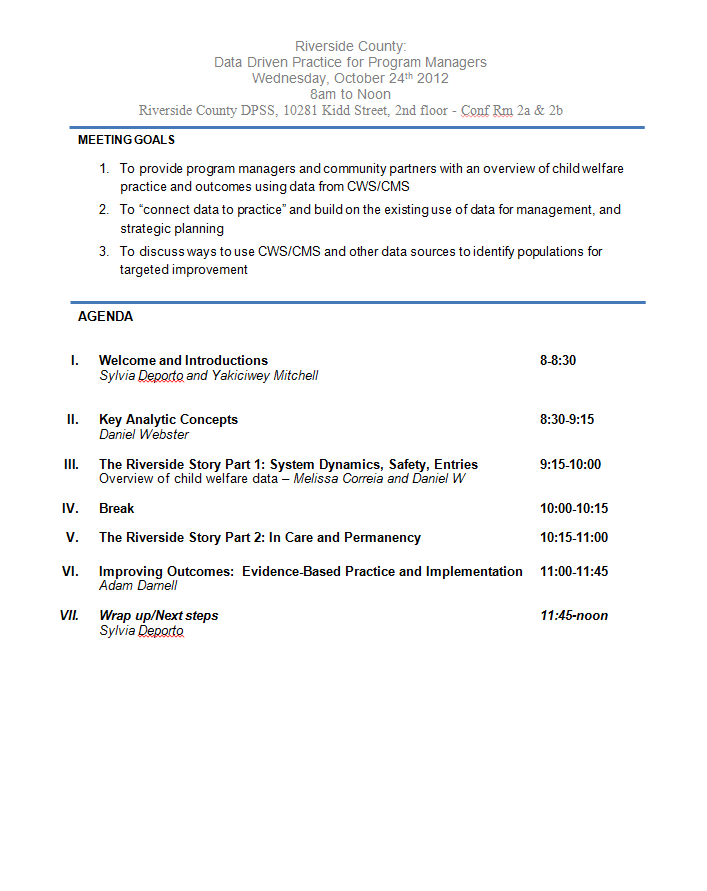 Riverside County:
Data Driven Practice for Program Managers
Wednesday, October 24th 2012
8am to Noon
Riverside County DPSS, 10281 Kidd Street, 2nd floor - Conf Rm 2a & 2b
MEETING GOALS
1. To provide program managers and community partners with an overview of child welfare
practice and outcomes using data from CWS/CMS
2. To “connect data to practice” and build on the existing use of data for management, and
strategic planning
3. To discuss ways to use CWS/CMS and other data sources to identify populations for
targeted improvement
AGENDA
I. Welcome and Introductions 8-8:30
Sylvia Deporto and Yakiciwey Mitchell
II. Key Analytic Concepts 8:30-9:15
Daniel Webster
III. The Riverside Story Part 1: System Dynamics, Safety, Entries 9:15-10:00
Overview of child welfare data – Melissa Correia and Daniel W
IV. Break 10:00-10:15
V. The Riverside Story Part 2: In Care and Permanency 10:15-11:00
VI. Improving Outcomes: Evidence-Based Practice and Implementation 11:00-11:45
Adam Darnell
VII. Wrap up/Next steps 11:45-noon
Sylvia Deporto